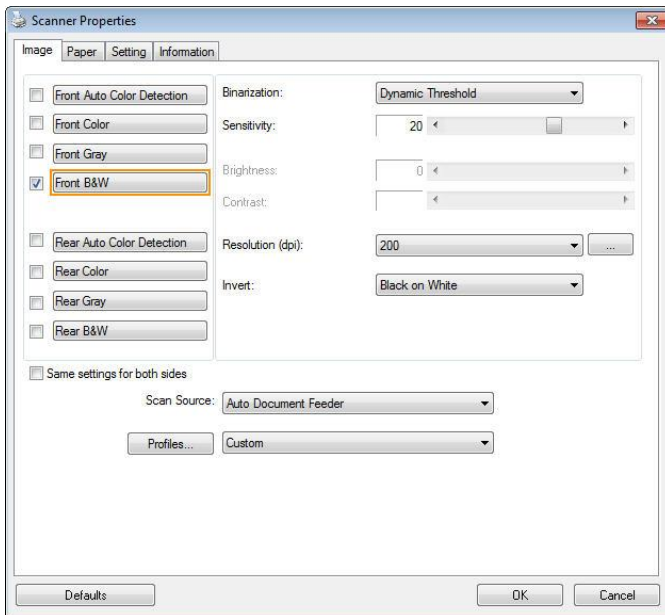 Scanner Properties
Image Paper Setting Information
Front Auto Color Detection
Front Color
Front Gray
Front B&W
Rear Auto Color Detection
Rear Color
Rear Gray
Rear B&W
Binarization: Dynamic Threshold
Sensitivity: 20
Brightness: 0
Contrast:
Resolution (dpi): 200 ...
Invert: Black on White
Same settings for both sides
Scan Source: Auto Document Feeder
Profiles... Custom
Defaults OK Cancel